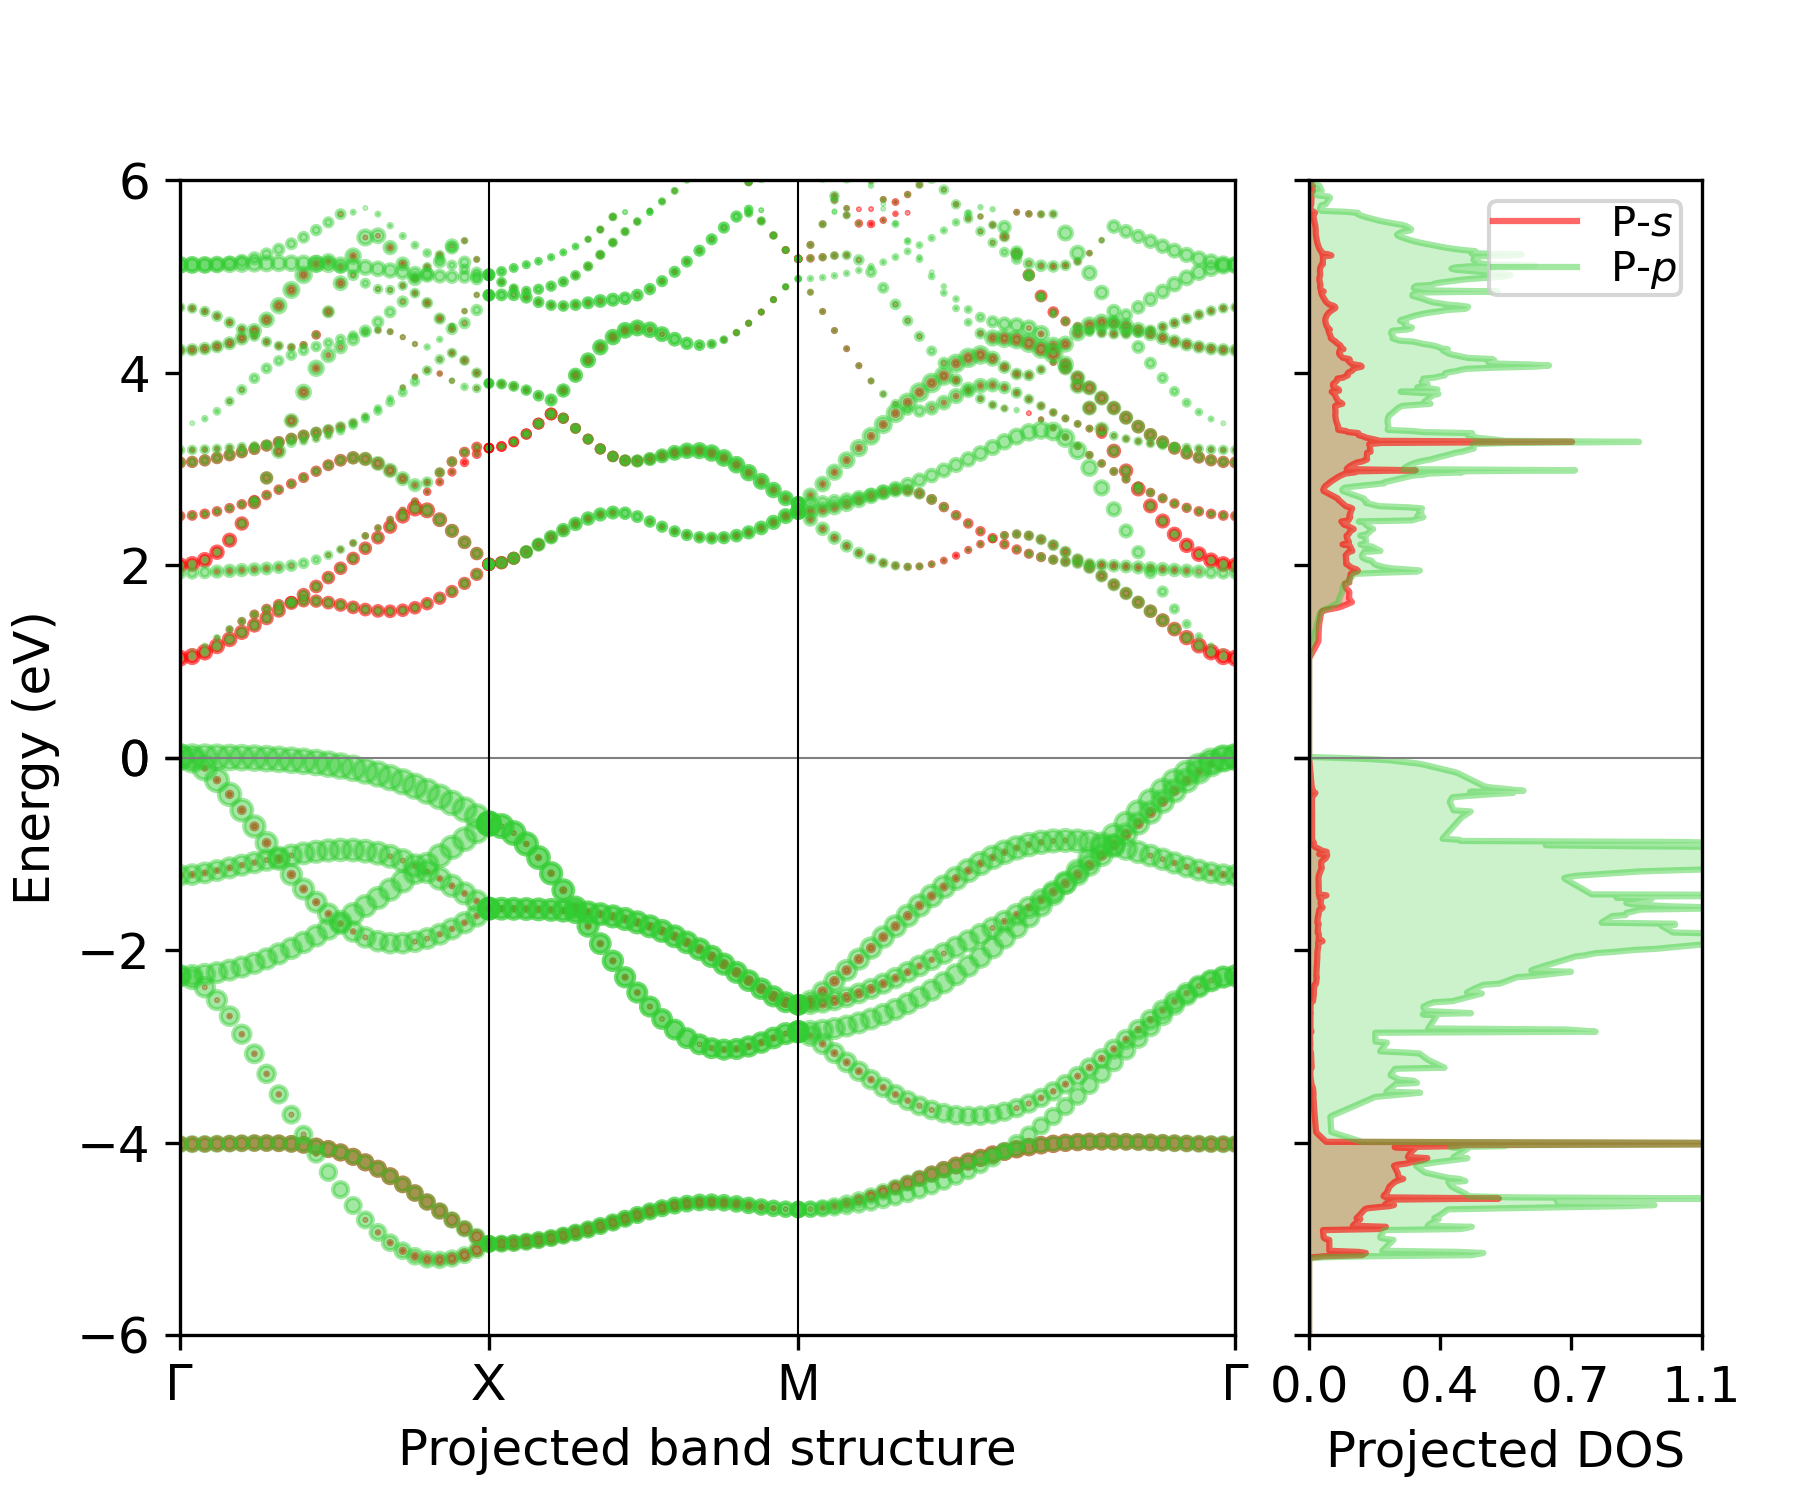 6
4
2
0
−2
−4
−6
Energy (eV)
Γ X M Γ
Projected band structure
P-s
P-p
0.0 0.4 0.7 1.1
Projected DOS